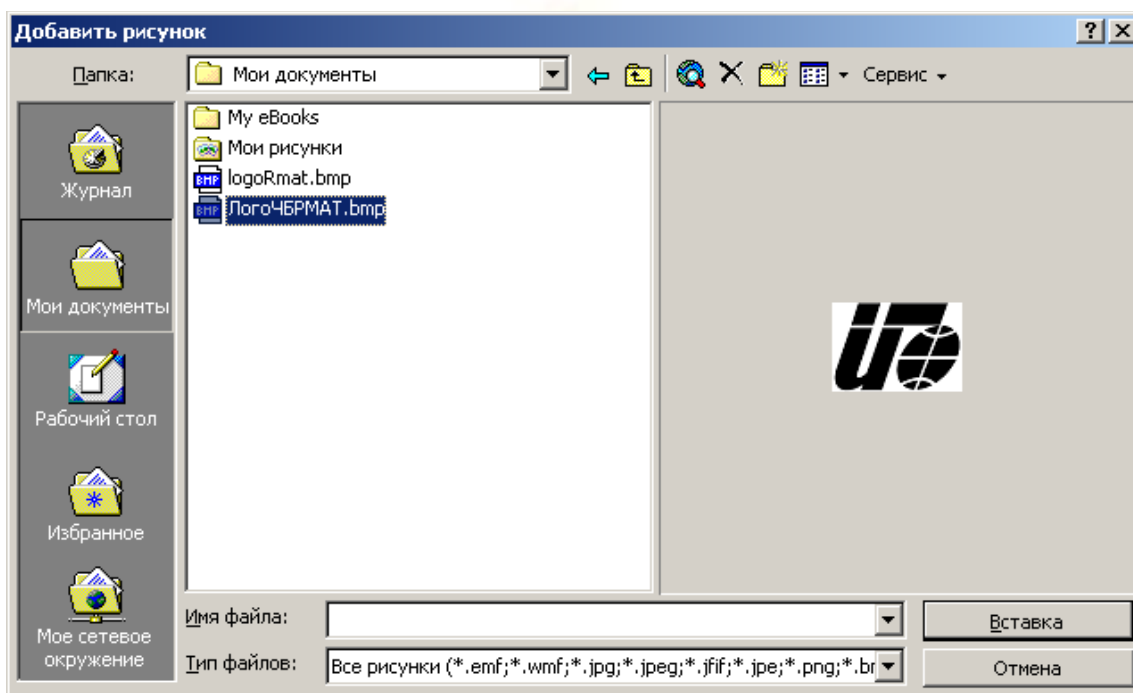 Добавить рисунок
Папка: Мои документы Сервис
My eBooks
Мои рисунки
BMP logoRmat.bmp
BMP ЛогоЧБРМАТ.bmp
Журнал
Мои документы
Рабочий стол
Избранное
Мое сетевое
окружение
Имя файла:
Вставка
Тип файлов: Все рисунки (*.emf;*.wmf;*.jpg;*.jpeg;*.jfif;*.jpe;*.png;*.br
Отмена